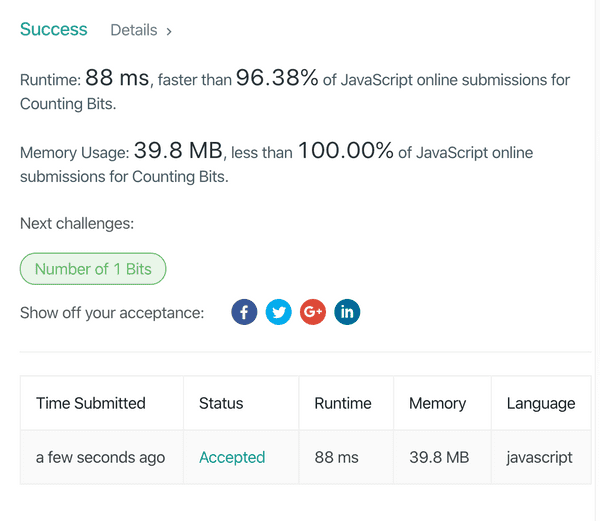 Success Details ›
Runtime: 88 ms, faster than 96.38% of JavaScript online submissions for
Counting Bits.
Memory Usage: 39.8 MB, less than 100.00% of JavaScript online
submissions for Counting Bits.
Next challenges:
Number of 1 Bits
Show off your acceptance: f G+ in
Time Submitted Status Runtime Memory Language
a few seconds ago Accepted 88 ms 39.8 MB javascript